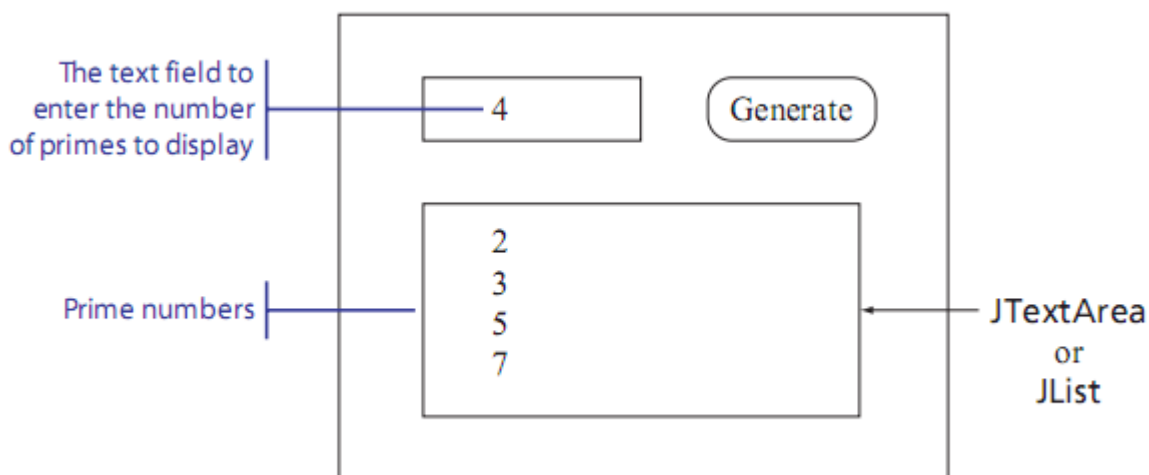 The text field to
enter the number
of primes to display
4
Generate
2
3
5
7
Prime numbers
JTextArea
or
JList